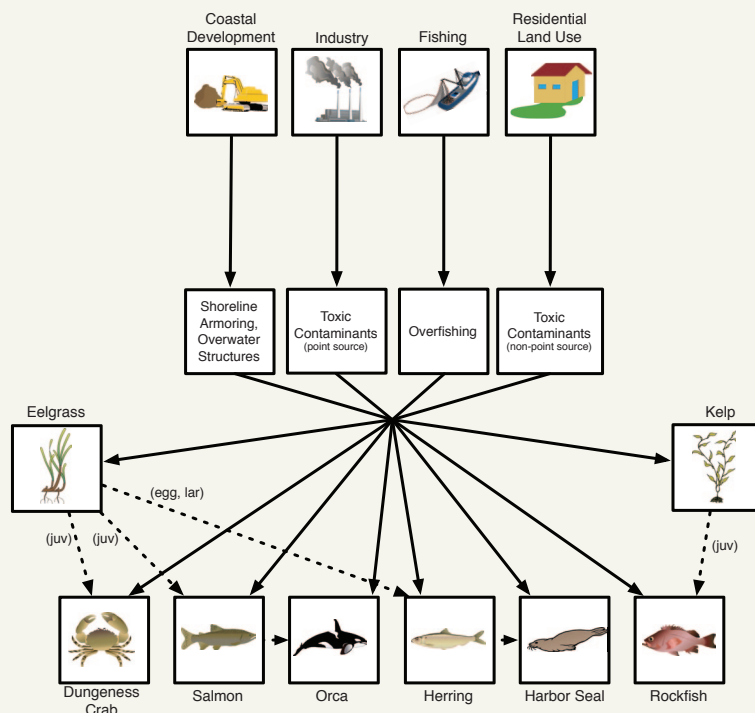 Coastal
Development
Industry
Fishing
Residential
Land Use
Shoreline
Armoring,
Overwater
Structures
Toxic
Contaminants
(point source)
Overfishing
Toxic
Contaminants
(non-point source)
Eelgrass
Kelp
(egg, lar)
(juv)
(juv)
(juv)
Dungeness
Crab
Salmon
Orca
Herring
Harbor Seal
Rockfish